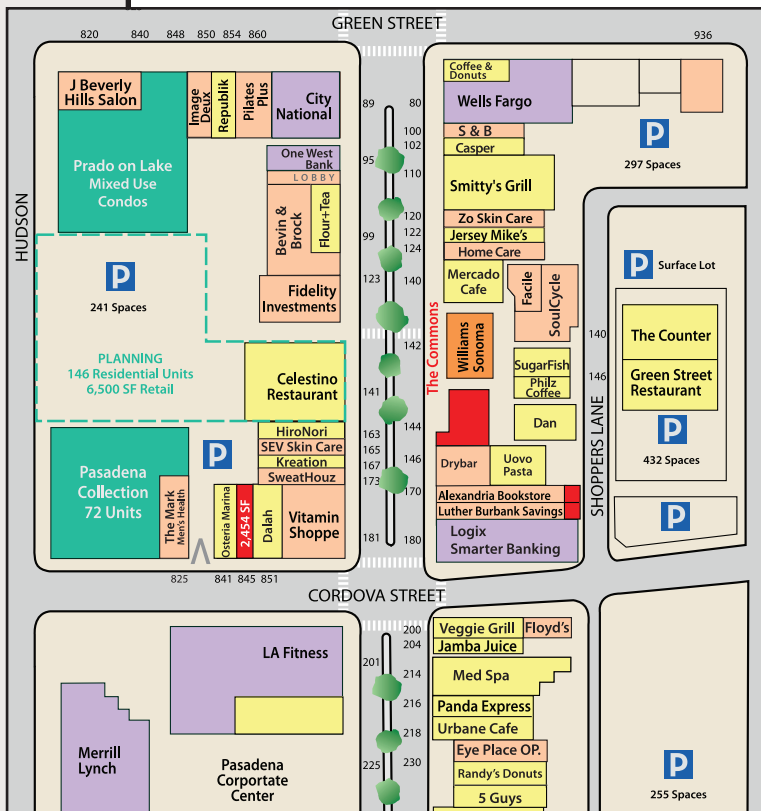 GREEN STREET
820
840
848
850
854
860
936
J Beverly
Hills Salon
Image
Deux
Republik
Pilates
Plus
City
National
89
80
Coffee &
Donuts
Wells Fargo
P
297 Spaces
100
S & B
102
Casper
Prado on Lake
Mixed Use
Condos
One West
Bank
LOBBY
95
110
Smitty's Grill
HUDSON
Bevin &
Brock
Flour+Tea
120
Zo Skin Care
99
122
Jersey Mike's
124
Home Care
P
241 Spaces
123
140
Fidelity
Investments
Mercado
Cafe
Facile
SoulCycle
P
Surface Lot
The Commons
Williams
Sonoma
140
The Counter
142
PLANNING
146 Residential Units
6,500 SF Retail
Celestino
Restaurant
SugarFish
146
Green Street
Restaurant
141
Philz
Coffee
SHOPPERS LANE
144
Dan
P
432 Spaces
163
HiroNori
165
SEV Skin Care
P
167
Kreation
146
Drybar
Uovo
Pasta
173
SweatHouz
Pasadena
Collection
72 Units
The Mark
Men's Health
Osteria Marina
2,454 SF
Dalah
Vitamin
Shoppe
170
Alexandria Bookstore
Luther Burbank Savings
P
181
180
Logix
Smarter Banking
825
841
845
851
CORDOVA STREET
200
Veggie Grill
Floyd's
204
Jamba Juice
LA Fitness
201
214
Med Spa
216
Panda Express
218
Urbane Cafe
Merrill
Lynch
Pasadena
Corportate
Center
225
230
Eye Place OP.
Randy's Donuts
5 Guys
P
255 Spaces